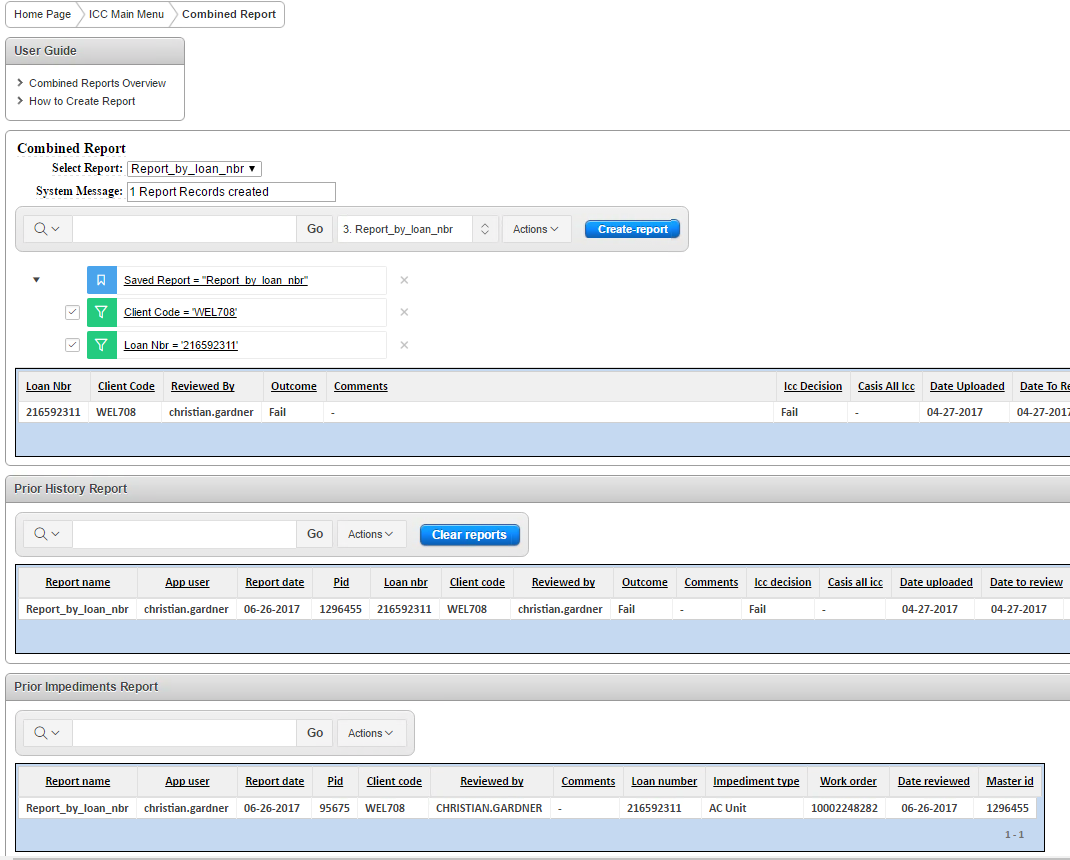 Home Page ICC Main Menu Combined Report
User Guide
Combined Reports Overview
How to Create Report
Combined Report
Select Report: Report_by_loan_nbr
System Message: 1 Report Records created
Go 3. Report_by_loan_nbr Actions Create-report
Saved Report = "Report_by_loan_nbr"
Client Code = 'WEL708'
Loan Nbr = '216592311'
Loan Nbr Client Code Reviewed By Outcome Comments Icc Decision Casis All Icc Date Uploaded Date To Re
216592311 WEL708 christian.gardner Fail - Fail - 04-27-2017 04-27-2017
Prior History Report
Go Actions Clear reports
Report name App user Report date Pid Loan nbr Client code Reviewed by Outcome Comments Icc decision Casis all icc Date uploaded Date to review
Report_by_loan_nbr christian.gardner 06-26-2017 1296455 216592311 WEL708 christian.gardner Fail - Fail - 04-27-2017 04-27-2017
Prior Impediments Report
Go Actions
Report name App user Report date Pid Client code Reviewed by Comments Loan number Impediment type Work order Date reviewed Master id
Report_by_loan_nbr christian.gardner 06-26-2017 95675 WEL708 CHRISTIAN.GARDNER - 216592311 AC Unit 10002248282 06-26-2017 1296455
1 - 1